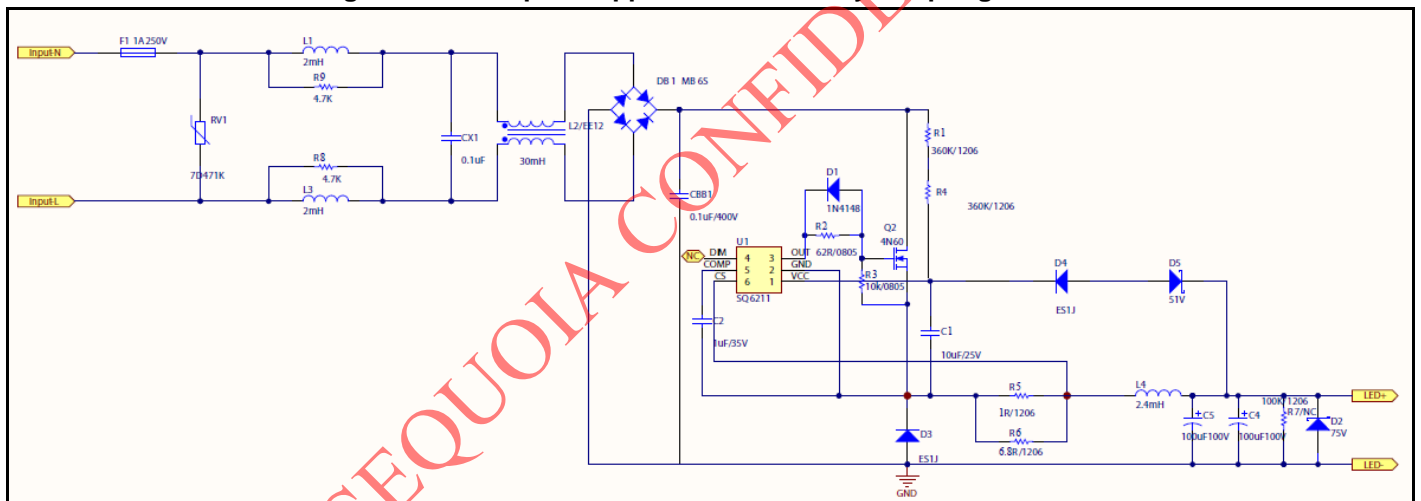 F1 1A 250V
Input-N
L1
2mH
R9
4.7K
RV1
7D471K
R8
4.7K
Input-L
L3
2mH
CX1
0.1uF
L2/EE12
30mH
DB 1 MB 6S
CBB1
0.1uF/400V
R1
360K/1206
R4
360K/1206
D1
1N4148
R2
62R/0805
Q2
4N60
R3
10k/0805
U1
NC
DIM 4 3 OUT
COMP 5 2 GND
CS 6 1 VCC
SQ6211
C2
1uF/35V
D4
ES1J
D5
51V
C1
10uF/25V
R5
1R/1206
R6
6.8R/1206
D3
ES1J
GND
L4
2.4mH
C5
100uF100V
C4
100uF100V
100K/1206
R7/NC
D2
75V
LED+
LED-
SEQUOIA CONFIDE